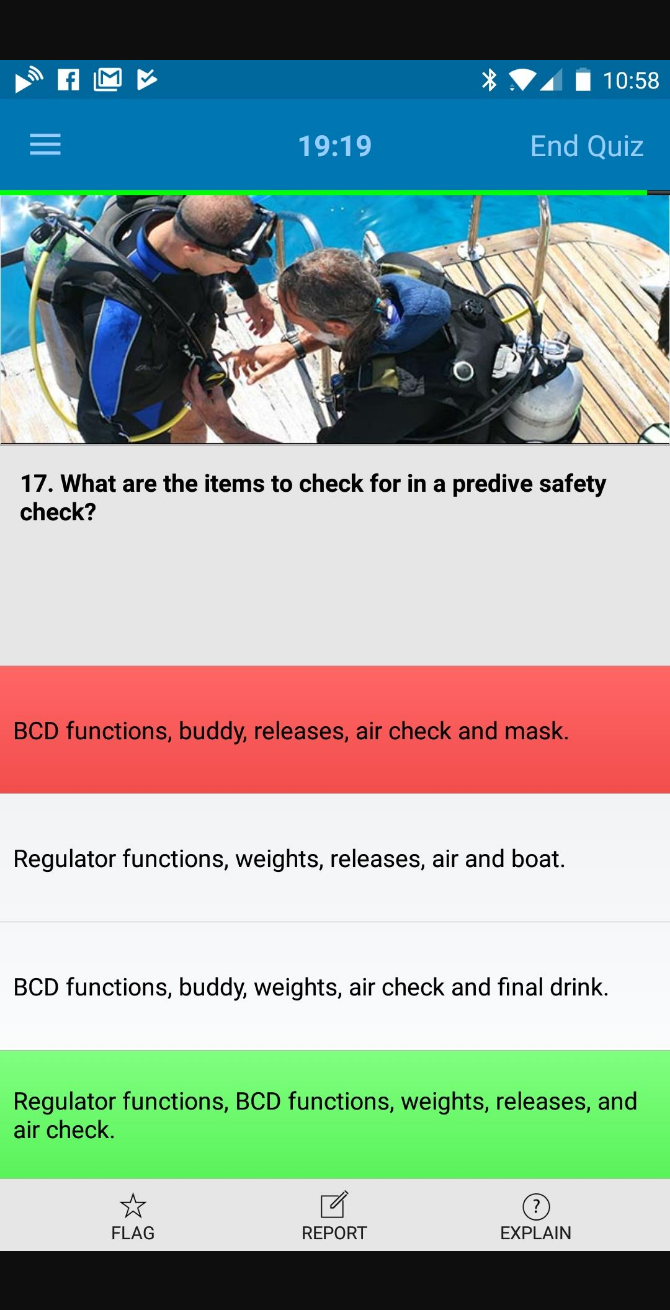 10:58
19:19
End Quiz
17. What are the items to check for in a predive safety
check?
BCD functions, buddy, releases, air check and mask.
Regulator functions, weights, releases, air and boat.
BCD functions, buddy, weights, air check and final drink.
Regulator functions, BCD functions, weights, releases, and
air check.
FLAG
REPORT
EXPLAIN